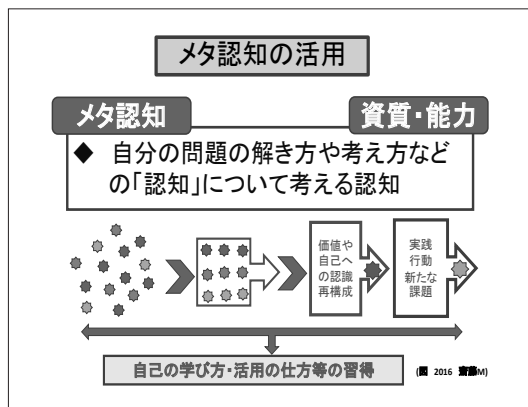 メタ認知の活用
メタ認知
資質・能力
◆ 自分の問題の解き方や考え方など
の「認知」について考える認知
価値や
自己へ
の認識
再構成
実践
行動
新たな
課題
自己の学び方・活用の仕方等の習得
(図 2016 齋藤M)